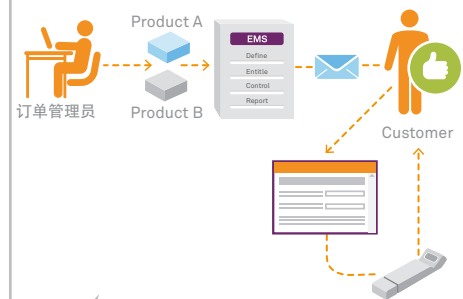 Product A
EMS
Define
Entitle
Control
Report
订单管理员
Product B
Customer